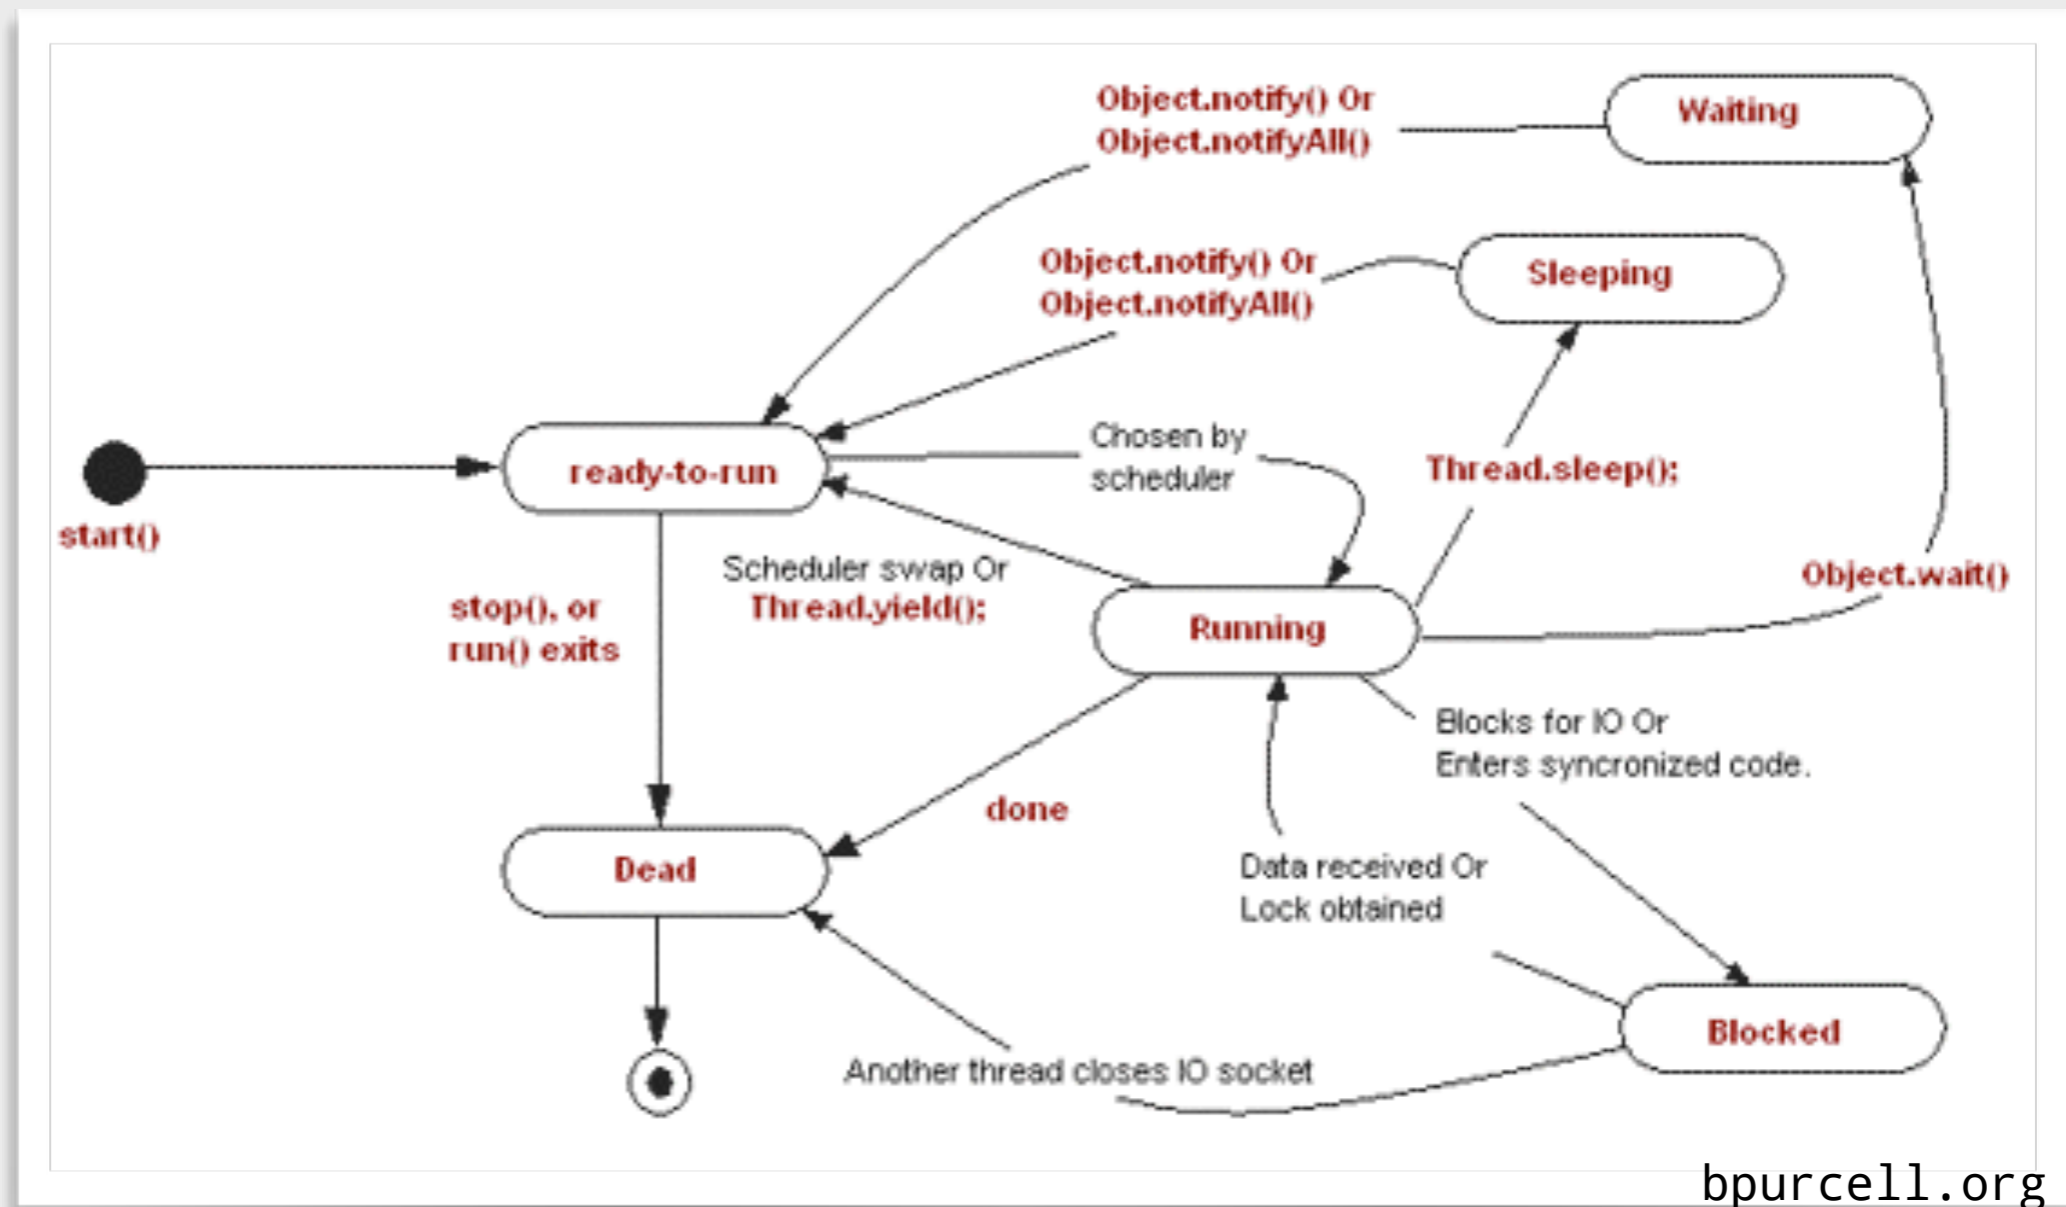 Object.notify() Or
Object.notifyAll()
Waiting
Object.notify() Or
Object.notifyAll()
Sleeping
Chosen by
scheduler
ready-to-run
Thread.sleep();
start()
Scheduler swap Or
Thread.yield();
Object.wait()
stop(), or
run() exits
Running
Blocks for IO Or
Enters syncronized code.
done
Dead
Data received Or
Lock obtained
Blocked
Another thread closes IO socket
bpurcell.org